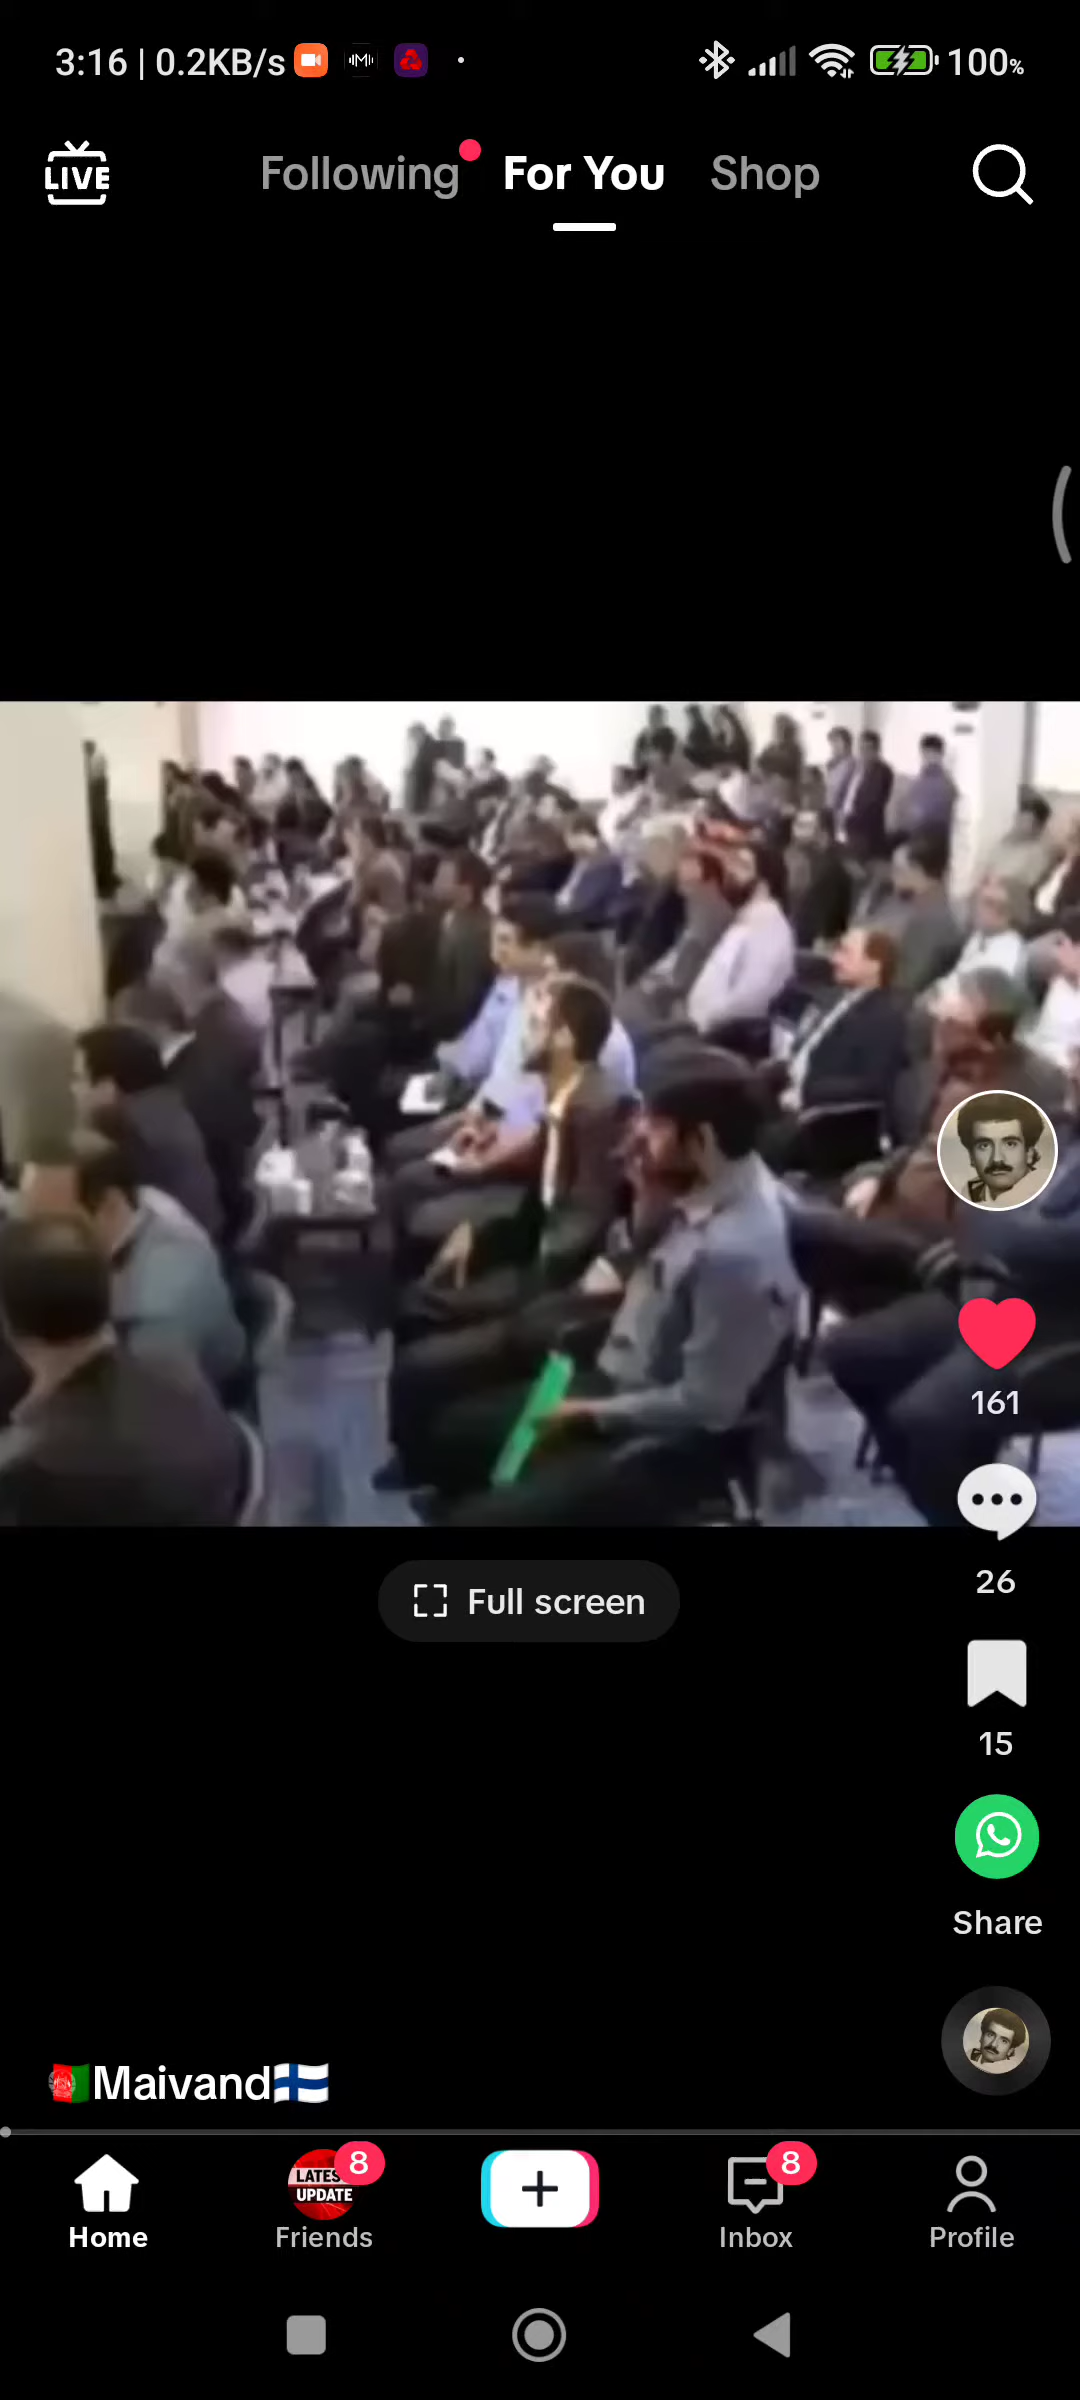 3:16 | 0.2KB/s
100%
LIVE
Following
For You
Shop
161
26
Full screen
15
Share
🇦🇫Maivand🇫🇮
LATEST
UPDATE
8
8
Home
Friends
Inbox
Profile